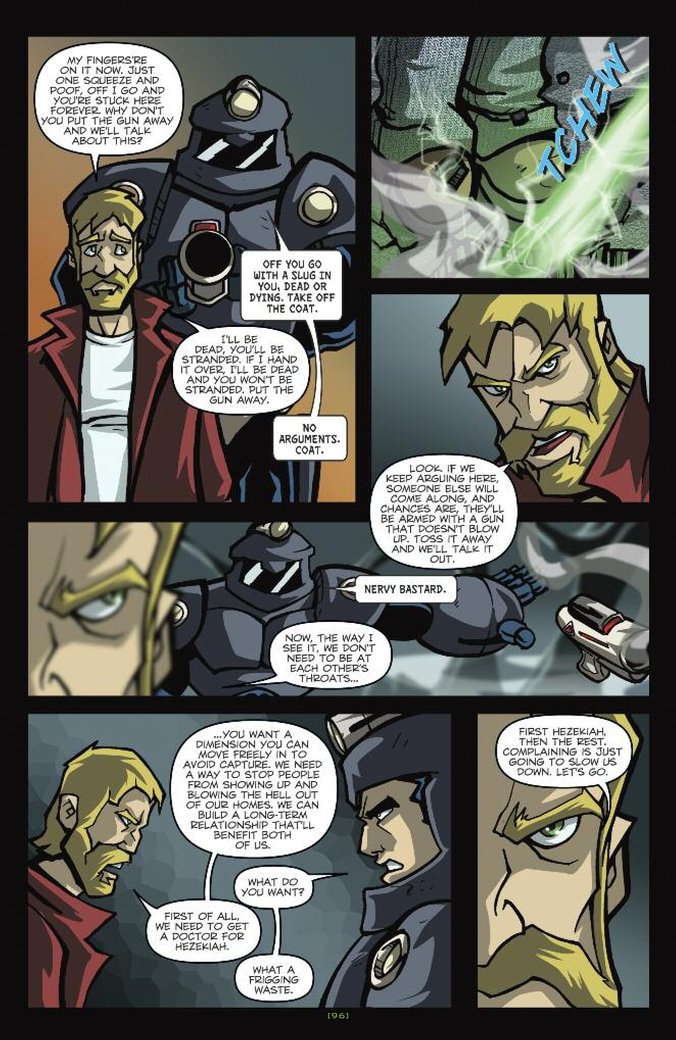 MY FINGERS'RE
ON IT NOW. JUST
ONE SQUEEZE AND
POOF, OFF I GO AND
YOU'RE STUCK HERE
FOREVER. WHY DON'T
YOU PUT THE GUN AWAY
AND WE'LL TALK
ABOUT THIS?
OFF YOU GO
WITH A SLUG IN
YOU, DEAD OR
DYING. TAKE OFF
THE COAT.
I'LL BE
DEAD, YOU'LL BE
STRANDED. IF I HAND
IT OVER, I'LL BE DEAD
AND YOU WON'T BE
STRANDED. PUT THE
GUN AWAY.
NO
ARGUMENTS.
COAT.
TCHEW
LOOK. IF WE
KEEP ARGUING HERE,
SOMEONE ELSE WILL
COME ALONG, AND
CHANCES ARE, THEY'LL
BE ARMED WITH A GUN
THAT DOESN'T BLOW
UP. TOSS IT AWAY
AND WE'LL TALK IT
OUT.
NERVY BASTARD.
NOW, THE WAY I
SEE IT, WE DON'T
NEED TO BE AT
EACH OTHER'S
THROATS...
...YOU WANT A
DIMENSION YOU CAN
MOVE FREELY IN TO
AVOID CAPTURE. WE NEED
A WAY TO STOP PEOPLE
FROM SHOWING UP AND
BLOWING THE HELL OUT
OF OUR HOMES. WE CAN
BUILD A LONG-TERM
RELATIONSHIP THAT'LL
BENEFIT BOTH
OF US.
WHAT DO
YOU WANT?
FIRST OF ALL,
WE NEED TO GET
A DOCTOR FOR
HEZEKIAH.
WHAT A
FRIGGING
WASTE.
FIRST HEZEKIAH,
THEN THE REST.
COMPLAINING IS JUST
GOING TO SLOW US
DOWN. LET'S GO.
[96]